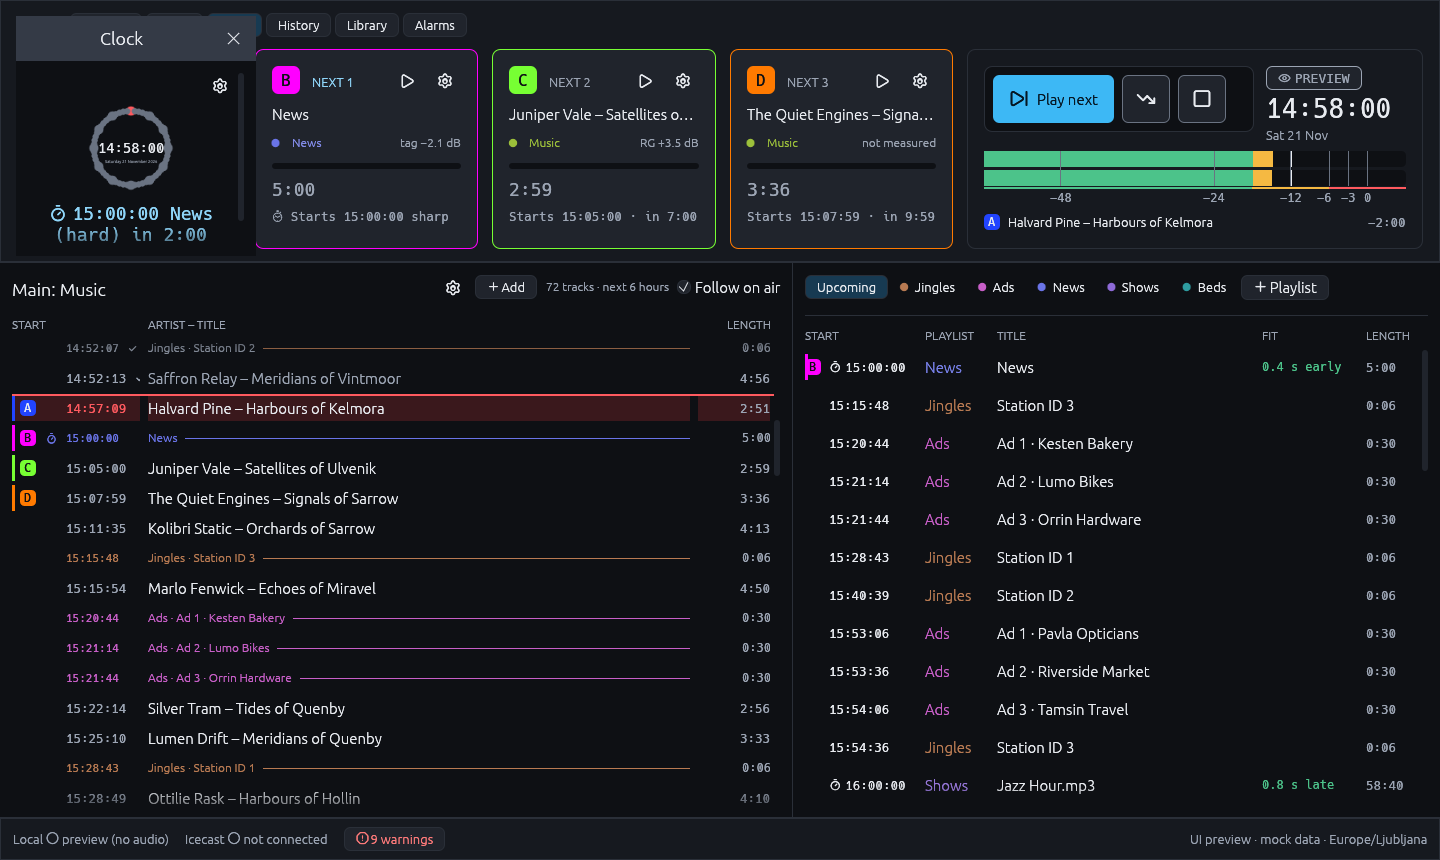 History
Library
Alarms
Clock
14:58:00
Saturday 21 November 2026
15:00:00 News
(hard) in 2:00
B NEXT 1
News
News tag −2.1 dB
5:00
Starts 15:00:00 sharp
C NEXT 2
Juniper Vale – Satellites o…
Music RG +3.5 dB
2:59
Starts 15:05:00 · in 7:00
D NEXT 3
The Quiet Engines – Signa…
Music not measured
3:36
Starts 15:07:59 · in 9:59
Play next
PREVIEW
14:58:00
Sat 21 Nov
−48 −24 −12 −6 −3 0
A Halvard Pine – Harbours of Kelmora −2:00
Main: Music
+ Add 72 tracks · next 6 hours Follow on air
START ARTIST – TITLE LENGTH
14:52:07 Jingles · Station ID 2 0:06
14:52:13 Saffron Relay – Meridians of Vintmoor 4:56
A 14:57:09 Halvard Pine – Harbours of Kelmora 2:51
B 15:00:00 News 5:00
C 15:05:00 Juniper Vale – Satellites of Ulvenik 2:59
D 15:07:59 The Quiet Engines – Signals of Sarrow 3:36
15:11:35 Kolibri Static – Orchards of Sarrow 4:13
15:15:48 Jingles · Station ID 3 0:06
15:15:54 Marlo Fenwick – Echoes of Miravel 4:50
15:20:44 Ads · Ad 1 · Kesten Bakery 0:30
15:21:14 Ads · Ad 2 · Lumo Bikes 0:30
15:21:44 Ads · Ad 3 · Orrin Hardware 0:30
15:22:14 Silver Tram – Tides of Quenby 2:56
15:25:10 Lumen Drift – Meridians of Quenby 3:33
15:28:43 Jingles · Station ID 1 0:06
15:28:49 Ottilie Rask – Harbours of Hollin 4:10
Upcoming Jingles Ads News Shows Beds + Playlist
START PLAYLIST TITLE FIT LENGTH
B 15:00:00 News News 0.4 s early 5:00
15:15:48 Jingles Station ID 3 0:06
15:20:44 Ads Ad 1 · Kesten Bakery 0:30
15:21:14 Ads Ad 2 · Lumo Bikes 0:30
15:21:44 Ads Ad 3 · Orrin Hardware 0:30
15:28:43 Jingles Station ID 1 0:06
15:40:39 Jingles Station ID 2 0:06
15:53:06 Ads Ad 1 · Pavla Opticians 0:30
15:53:36 Ads Ad 2 · Riverside Market 0:30
15:54:06 Ads Ad 3 · Tamsin Travel 0:30
15:54:36 Jingles Station ID 3 0:06
16:00:00 Shows Jazz Hour.mp3 0.8 s late 58:40
Local preview (no audio) Icecast not connected 9 warnings
UI preview · mock data · Europe/Ljubljana